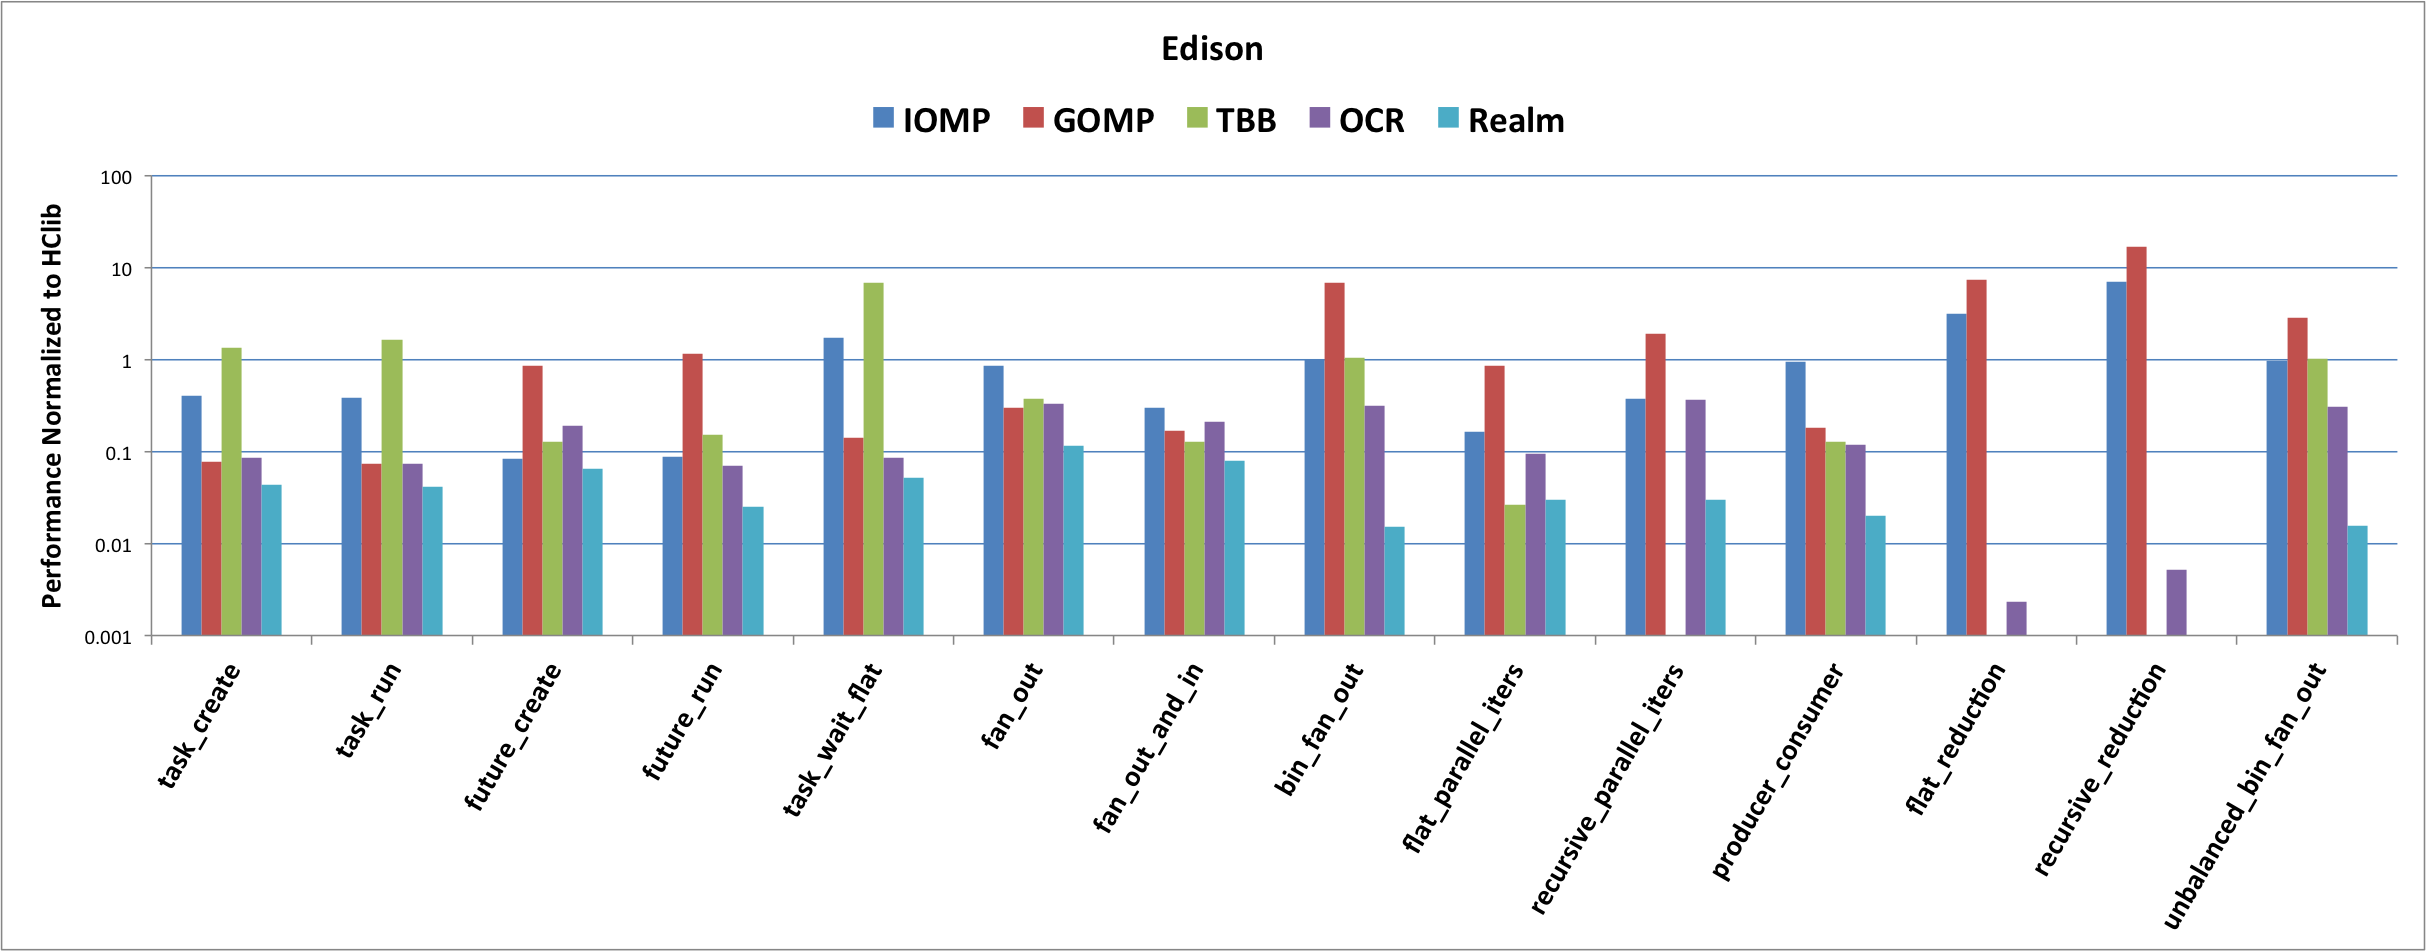 Edison
IOMP GOMP TBB OCR Realm
Performance Normalized to HClib
100
10
1
0.1
0.01
0.001
task_create
task_run
future_create
future_run
task_wait_flat
fan_out
fan_out_and_in
bin_fan_out
flat_parallel_iters
recursive_parallel_iters
producer_consumer
flat_reduction
recursive_reduction
unbalanced_bin_fan_out